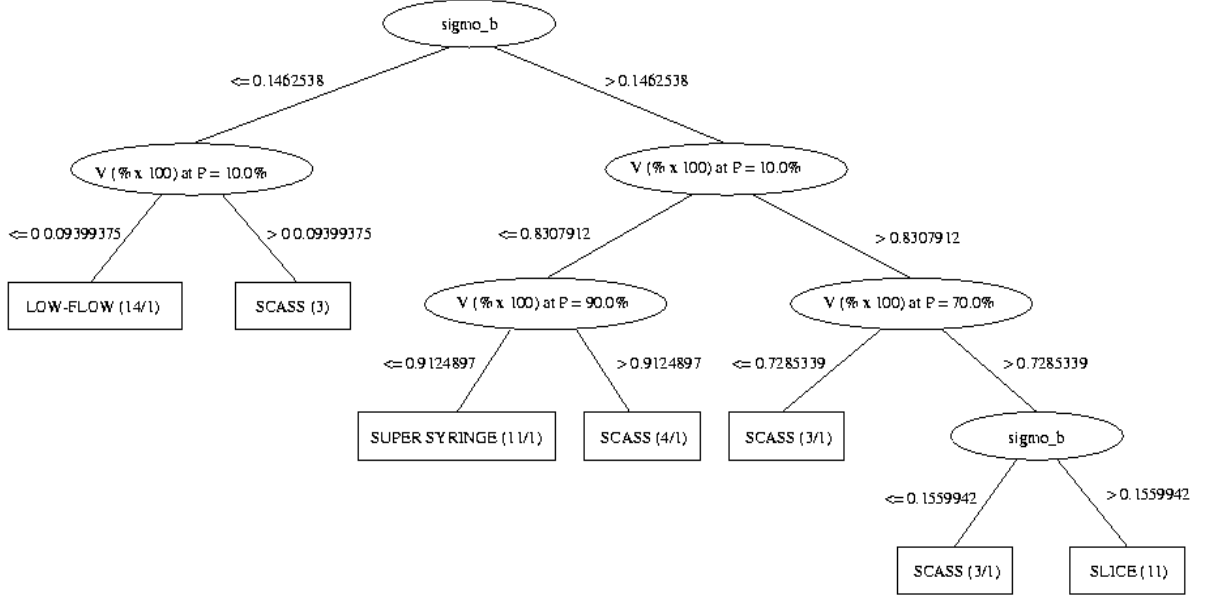 sigmo_b
<= 0.1462538
> 0.1462538
V (% x 100) at P = 10.0%
V (% x 100) at P = 10.0%
<= 0 0.09399375
> 0 0.09399375
<= 0.8307912
> 0.8307912
LOW-FLOW (14/1)
SCASS (3)
V (% x 100) at P = 90.0%
V (% x 100) at P = 70.0%
<= 0.9124897
> 0.9124897
<= 0.7285339
> 0.7285339
SUPER SYRINGE (11/1)
SCASS (4/1)
SCASS (3/1)
sigmo_b
<= 0.1559942
> 0.1559942
SCASS (3/1)
SLICE (11)